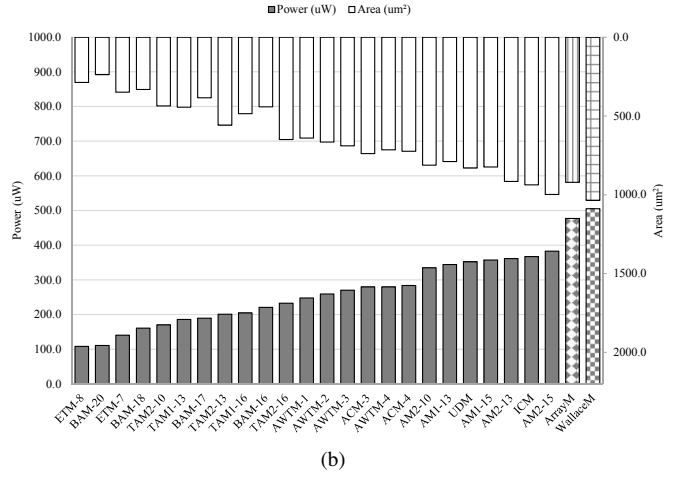 Power (uW) Area (um²)
1000.0
900.0
800.0
700.0
600.0
500.0
400.0
300.0
200.0
100.0
0.0
Power (uW)
0.0
500.0
1000.0
1500.0
2000.0
Area (um²)
ETM-8
BAM-20
ETM-7
BAM-18
TAM2-10
TAM1-13
BAM-17
TAM2-13
TAM1-16
BAM-16
TAM2-16
AWTM-1
AWTM-2
AWTM-3
ACM-3
AWTM-4
ACM-4
AM2-10
AM1-13
UDM
AM1-15
AM2-13
ICM
AM2-15
ArrayM
WallaceM
(b)